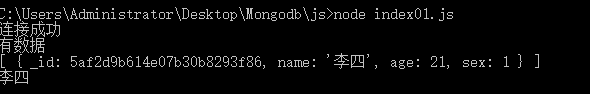 C:\Users\Administrator\Desktop\Mongodb\js>node index01.js
连接成功
有数据
[ { _id: 5af2d9b614e07b30b8293f86, name: '李四', age: 21, sex: 1 } ]
李四